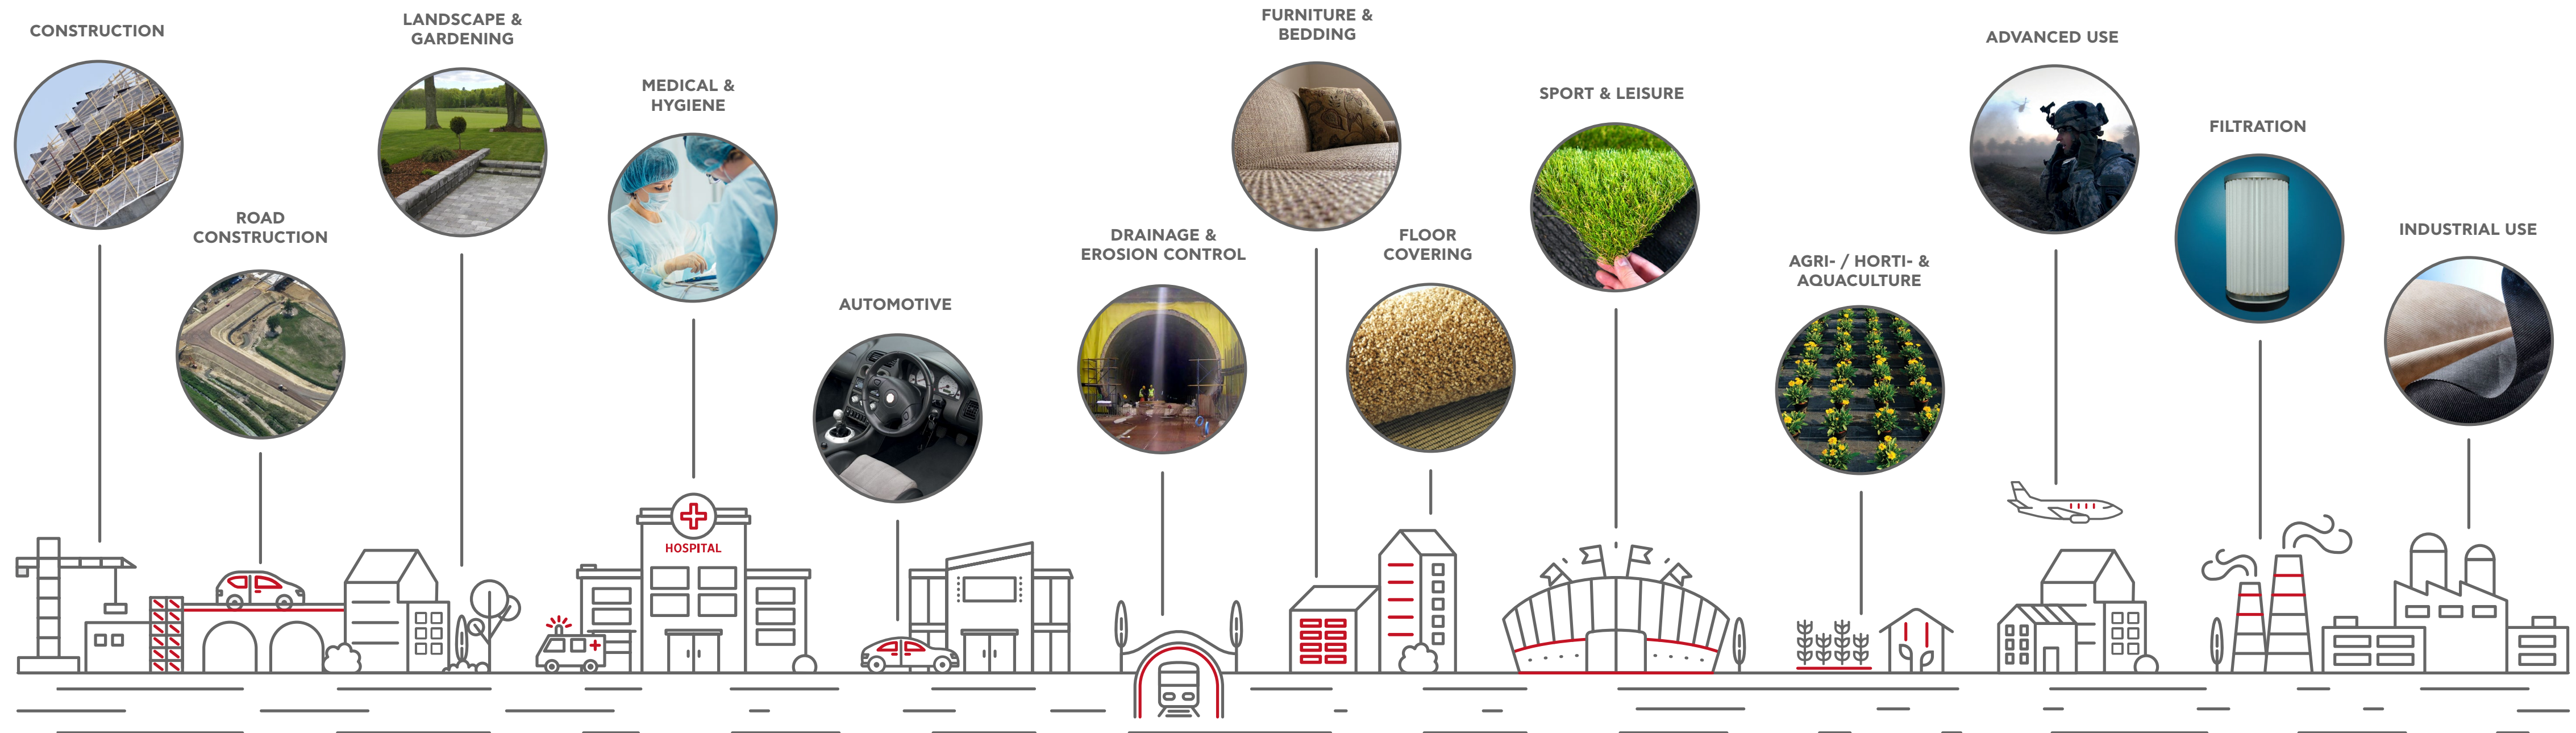 CONSTRUCTION
ROAD
CONSTRUCTION
LANDSCAPE &
GARDENING
MEDICAL &
HYGIENE
HOSPITAL
AUTOMOTIVE
DRAINAGE &
EROSION CONTROL
FURNITURE &
BEDDING
FLOOR
COVERING
SPORT & LEISURE
AGRI- / HORTI- &
AQUACULTURE
ADVANCED USE
FILTRATION
INDUSTRIAL USE